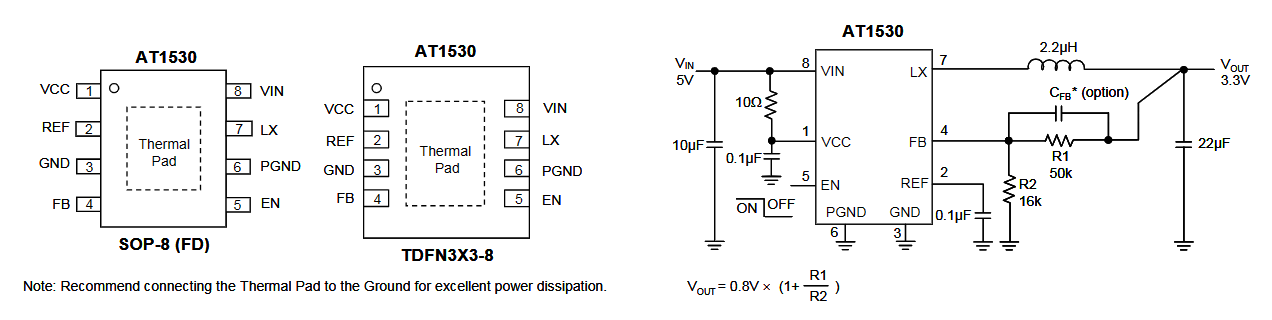 AT1530
VCC 1
REF 2
GND 3
FB 4
Thermal
Pad
8 VIN
7 LX
6 PGND
5 EN
SOP-8 (FD)
AT1530
VCC 1
REF 2
GND 3
FB 4
Thermal
Pad
8 VIN
7 LX
6 PGND
5 EN
TDFN3X3-8
Note: Recommend connecting the Thermal Pad to the Ground for excellent power dissipation.
AT1530
VIN
5V
8 VIN
10Ω
1 VCC
10µF
0.1µF
5 EN
ON OFF
PGND
6
GND
3
LX 7
2.2µH
VOUT
3.3V
CFB* (option)
FB 4
R1
50k
22µF
REF 2
R2
16k
0.1µF
VOUT = 0.8V × (1+ R1
R2 )